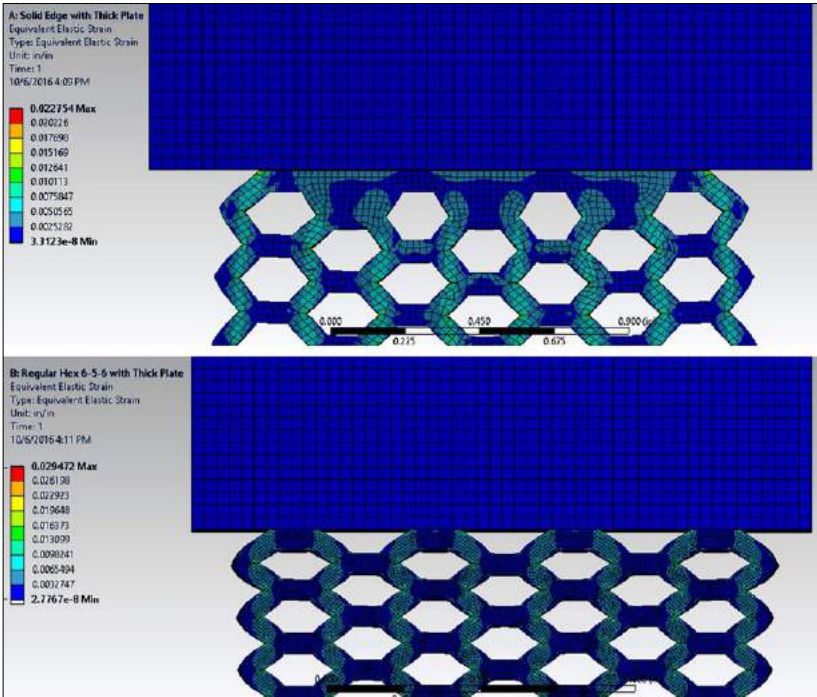 A: Solid Edge with Thick Plate
Equivalent Elastic Strain
Type: Equivalent Elastic Strain
Unit: in/in
Time: 1
10/6/2016 4:09 PM
0.022754 Max
0.020226
0.017698
0.015169
0.012641
0.010113
0.0075847
0.0050565
0.0025282
3.3123e-8 Min
0.000 0.450 0.900 (in)
0.225 0.675
B: Regular Hex 6-5-6 with Thick Plate
Equivalent Elastic Strain
Type: Equivalent Elastic Strain
Unit: in/in
Time: 1
10/6/2016 4:11 PM
0.029472 Max
0.026198
0.022923
0.019648
0.016373
0.013099
0.0098241
0.0065494
0.0032747
2.7767e-8 Min